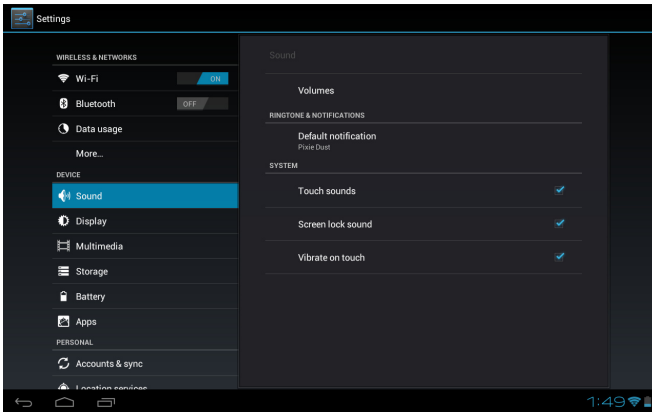 Settings
WIRELESS & NETWORKS
Wi-Fi
ON
Bluetooth
OFF
Data usage
More...
DEVICE
Sound
Display
Multimedia
Storage
Battery
Apps
PERSONAL
Accounts & sync
Location services
Sound
Volumes
RINGTONE & NOTIFICATIONS
Default notification
Pixie Dust
SYSTEM
Touch sounds
Screen lock sound
Vibrate on touch
1:49